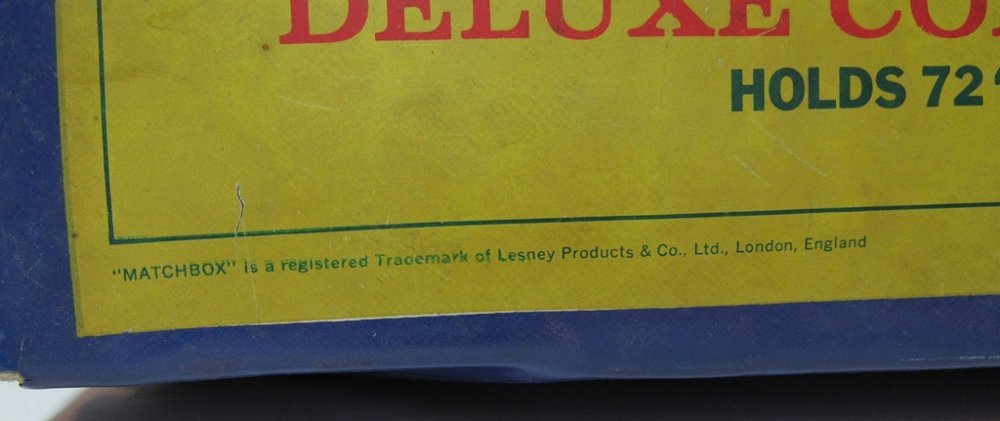 DELUXE CO
HOLDS 72 "
"MATCHBOX" is a registered Trademark of Lesney Products & Co., Ltd., London, England